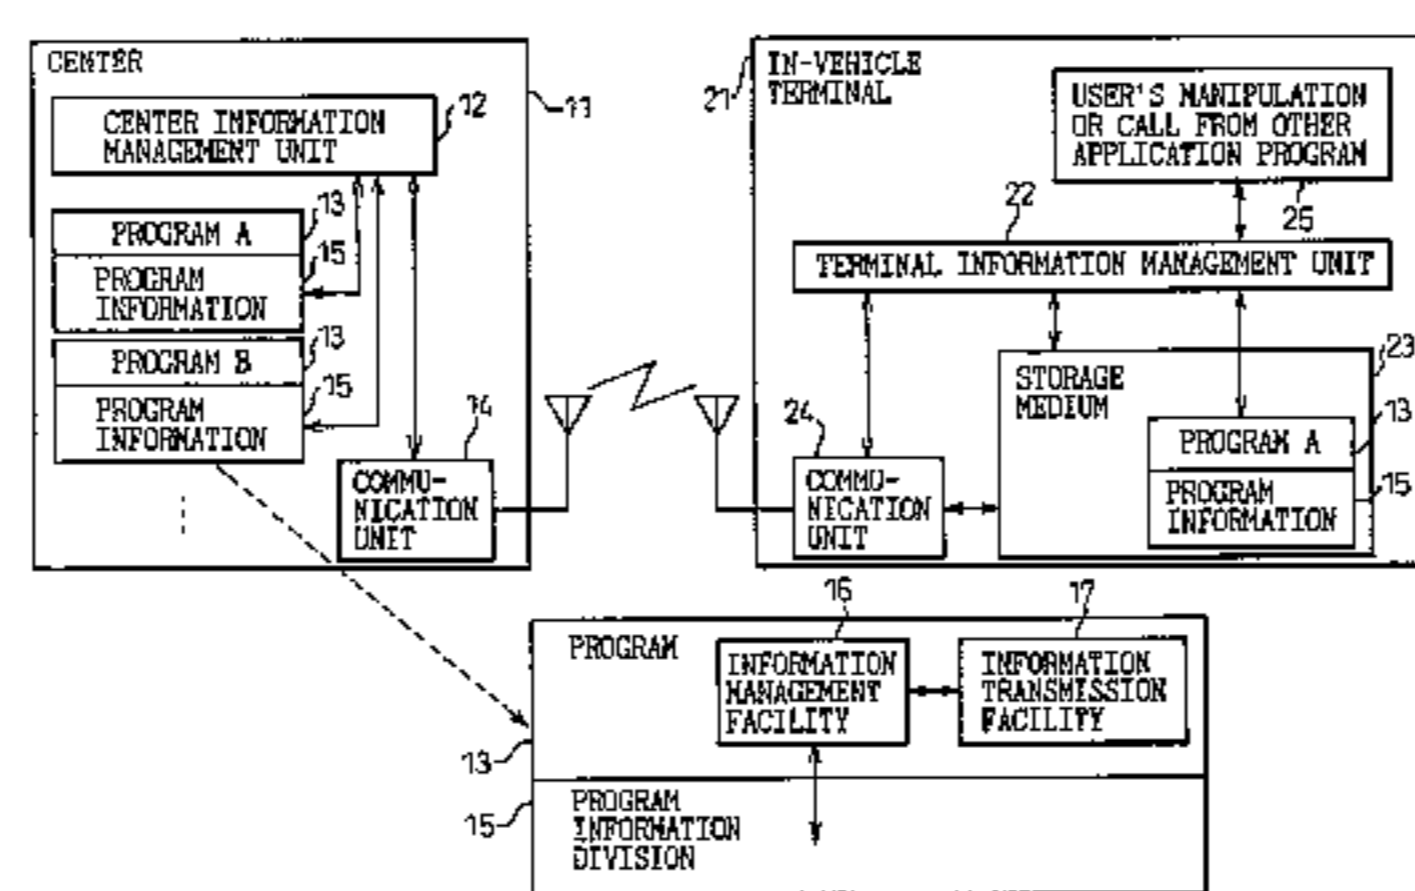 CENTER
11
CENTER INFORMATION
MANAGEMENT UNIT
12
PROGRAM A
13
PROGRAM
INFORMATION
15
PROGRAM B
13
PROGRAM
INFORMATION
15
COMMU-
NICATION
UNIT
14
IN-VEHICLE
TERMINAL
21
USER'S MANIPULATION
OR CALL FROM OTHER
APPLICATION PROGRAM
25
22
TERMINAL INFORMATION MANAGEMENT UNIT
STORAGE
MEDIUM
23
PROGRAM A
13
PROGRAM
INFORMATION
15
24
COMMU-
NICATION
UNIT
PROGRAM
13
INFORMATION
MANAGEMENT
FACILITY
16
INFORMATION
TRANSMISSION
FACILITY
17
PROGRAM
INFORMATION
DIVISION
15